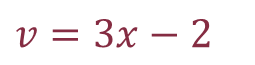 v = 3x − 2